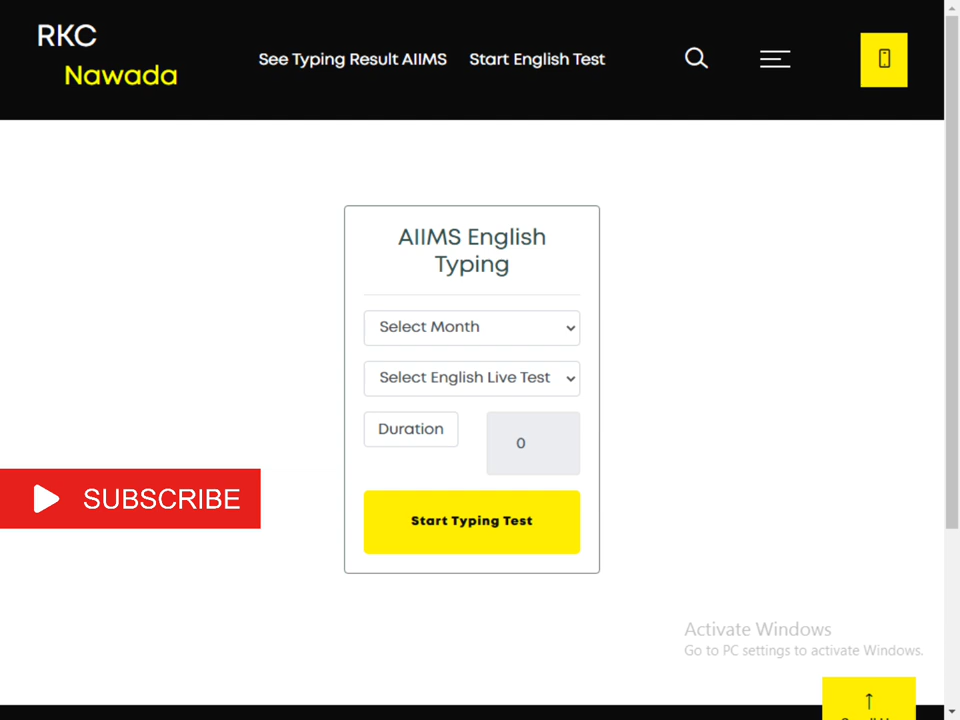 RKC
Nawada
See Typing Result AIIMS
Start English Test
AIIMS English
Typing
Select Month
Select English Live Test
Duration
0
SUBSCRIBE
Start Typing Test
Activate Windows
Go to PC settings to activate Windows.